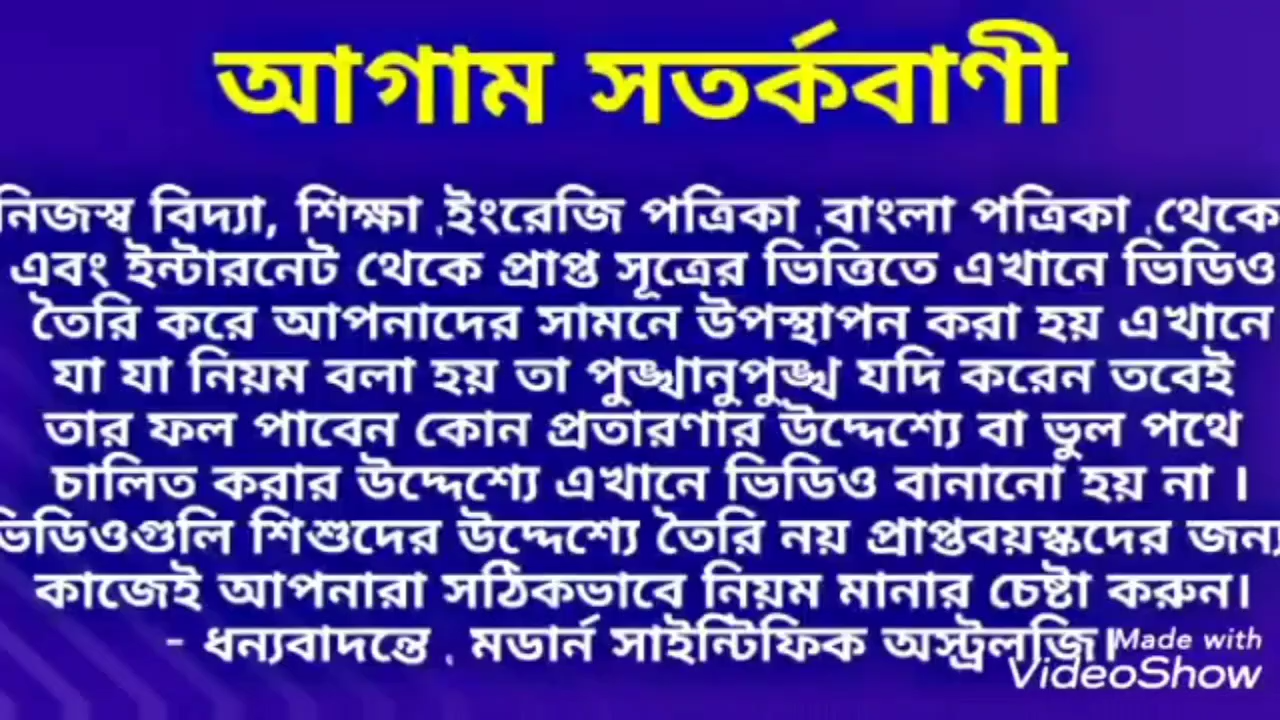 আগাম সতর্কবাণী
নিজস্ব বিদ্যা, শিক্ষা ,ইংরেজি পত্রিকা ,বাংলা পত্রিকা ,থেকে
এবং ইন্টারনেট থেকে প্রাপ্ত সূত্রের ভিত্তিতে এখানে ভিডিও
তৈরি করে আপনাদের সামনে উপস্থাপন করা হয় এখানে
যা যা নিয়ম বলা হয় তা পুঙ্খানুপুঙ্খ যদি করেন তবেই
তার ফল পাবেন কোন প্রতারণার উদ্দেশ্যে বা ভুল পথে
চালিত করার উদ্দেশ্যে এখানে ভিডিও বানানো হয় না ।
ভিডিওগুলি শিশুদের উদ্দেশ্যে তৈরি নয় প্রাপ্তবয়স্কদের জন্য
কাজেই আপনারা সঠিকভাবে নিয়ম মানার চেষ্টা করুন।
- ধন্যবাদন্তে , মডার্ন সাইন্টিফিক অস্ট্রলজি।
Made with
VideoShow